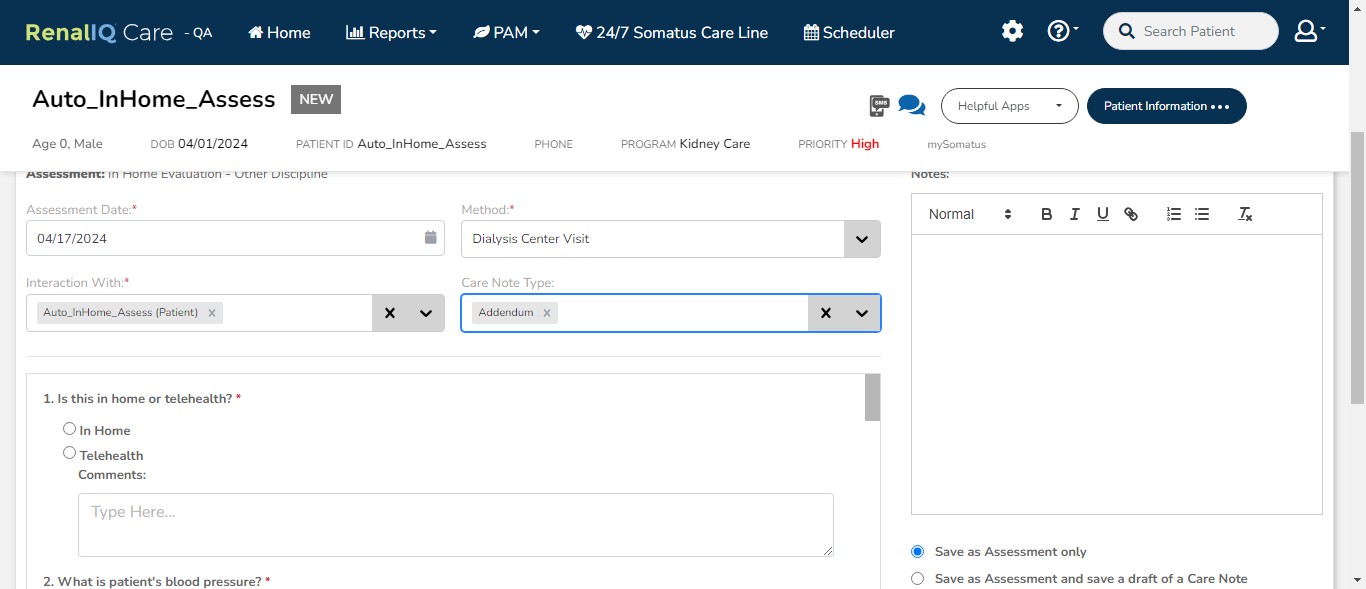 RenalIQ Care - QA Home Reports PAM 24/7 Somatus Care Line Scheduler Search Patient
Auto_InHome_Assess NEW
SMS
Helpful Apps Patient Information
Age 0, Male DOB 04/01/2024 PATIENT ID Auto_InHome_Assess PHONE PROGRAM Kidney Care PRIORITY High mySomatus
Assessment: In Home Evaluation - Other Discipline
Assessment Date:* Method:*
04/17/2024 Dialysis Center Visit
Interaction With:* Care Note Type:
Auto_InHome_Assess (Patient) x Addendum x
1. Is this in home or telehealth? *
In Home
Telehealth
Comments:
Type Here...
2. What is patient's blood pressure? *
Notes:
Normal B I U
Save as Assessment only
Save as Assessment and save a draft of a Care Note